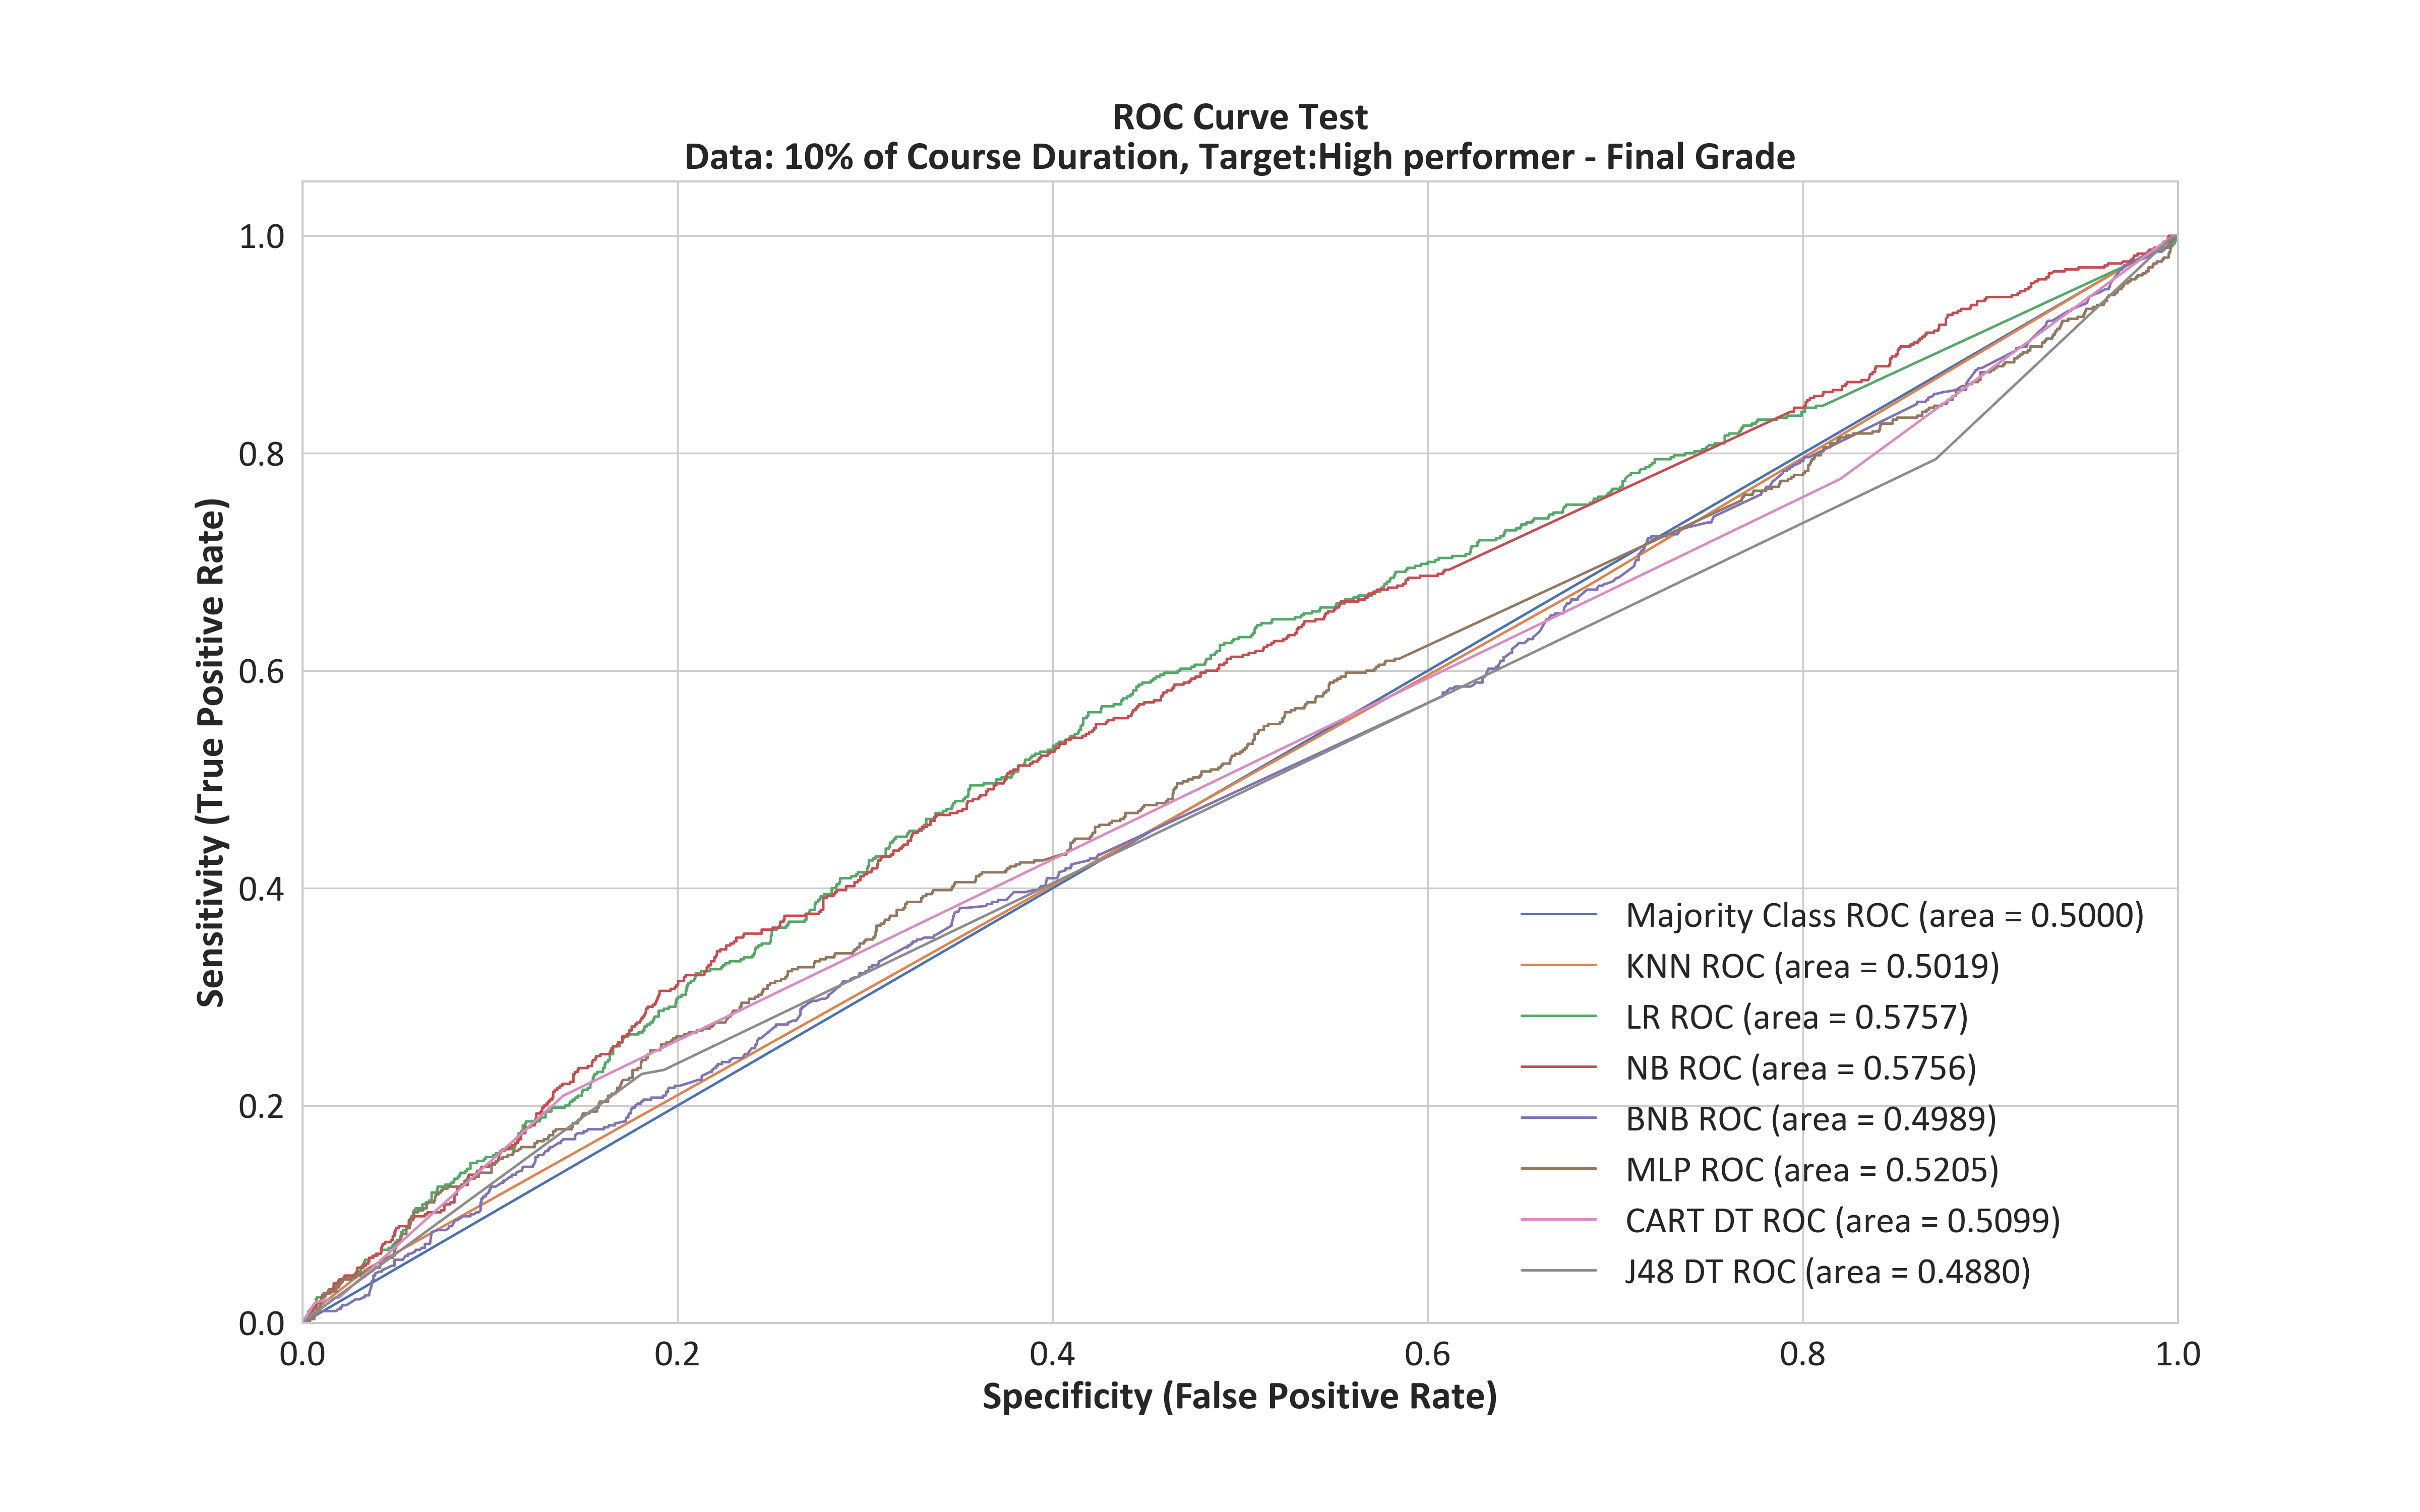 ROC Curve Test
Data: 10% of Course Duration, Target:High performer - Final Grade
Sensitivity (True Positive Rate)
1.0
0.8
0.6
0.4
0.2
0.0
0.0 0.2 0.4 0.6 0.8 1.0
Specificity (False Positive Rate)
Majority Class ROC (area = 0.5000)
KNN ROC (area = 0.5019)
LR ROC (area = 0.5757)
NB ROC (area = 0.5756)
BNB ROC (area = 0.4989)
MLP ROC (area = 0.5205)
CART DT ROC (area = 0.5099)
J48 DT ROC (area = 0.4880)